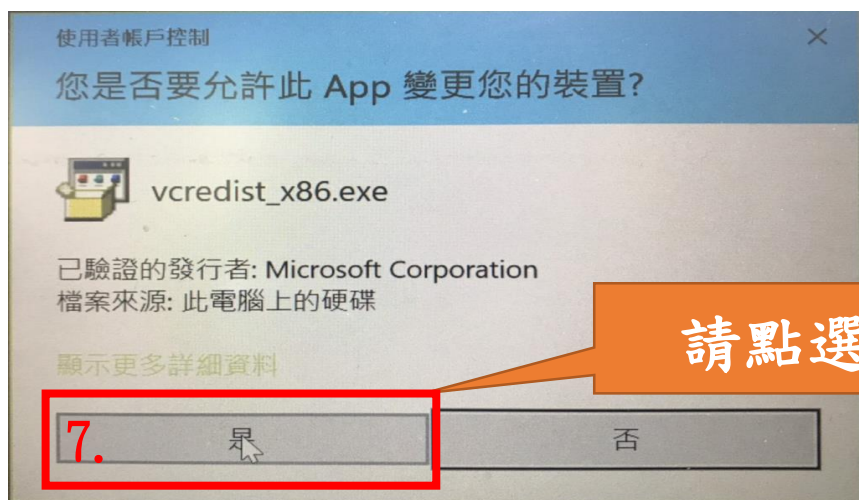 使用者帳戶控制
您是否要允許此 App 變更您的裝置?
vcredist_x86.exe
已驗證的發行者: Microsoft Corporation
檔案來源: 此電腦上的硬碟
請點選
顯示更多詳細資料
7.
是
否